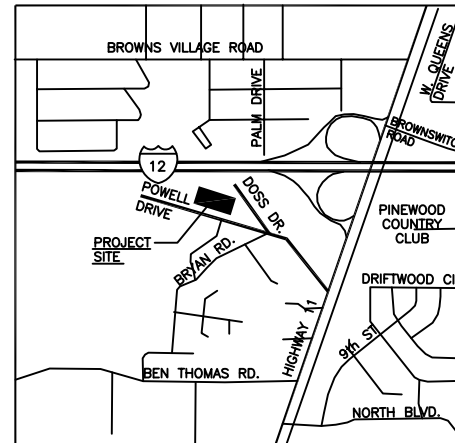 BROWNS VILLAGE ROAD
W. QUEENS
DRIVE
PALM DRIVE
BROWNSWITC
ROAD
12
POWELL
DRIVE
DOSS DR.
PINEWOOD
COUNTRY
CLUB
PROJECT
SITE
BRYAN RD.
DRIFTWOOD CI
HIGHWAY 11
9th ST
BEN THOMAS RD.
NORTH BLVD.